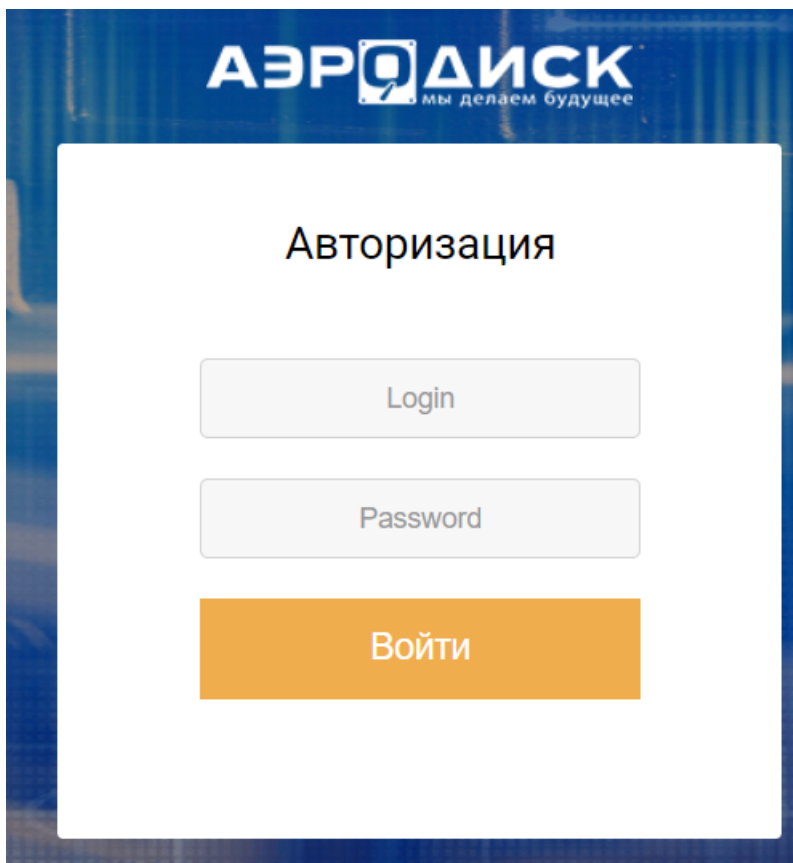 АЭРОДИСК
мы делаем будущее
Авторизация
Login
Password
Войти